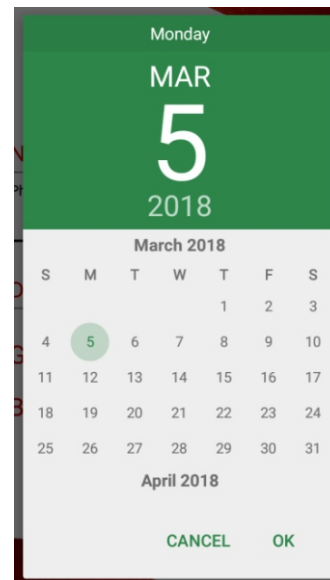 Monday
MAR
5
2018
March 2018
S M T W T F S
1 2 3
4 5 6 7 8 9 10
11 12 13 14 15 16 17
18 19 20 21 22 23 24
25 26 27 28 29 30 31
April 2018
CANCEL OK